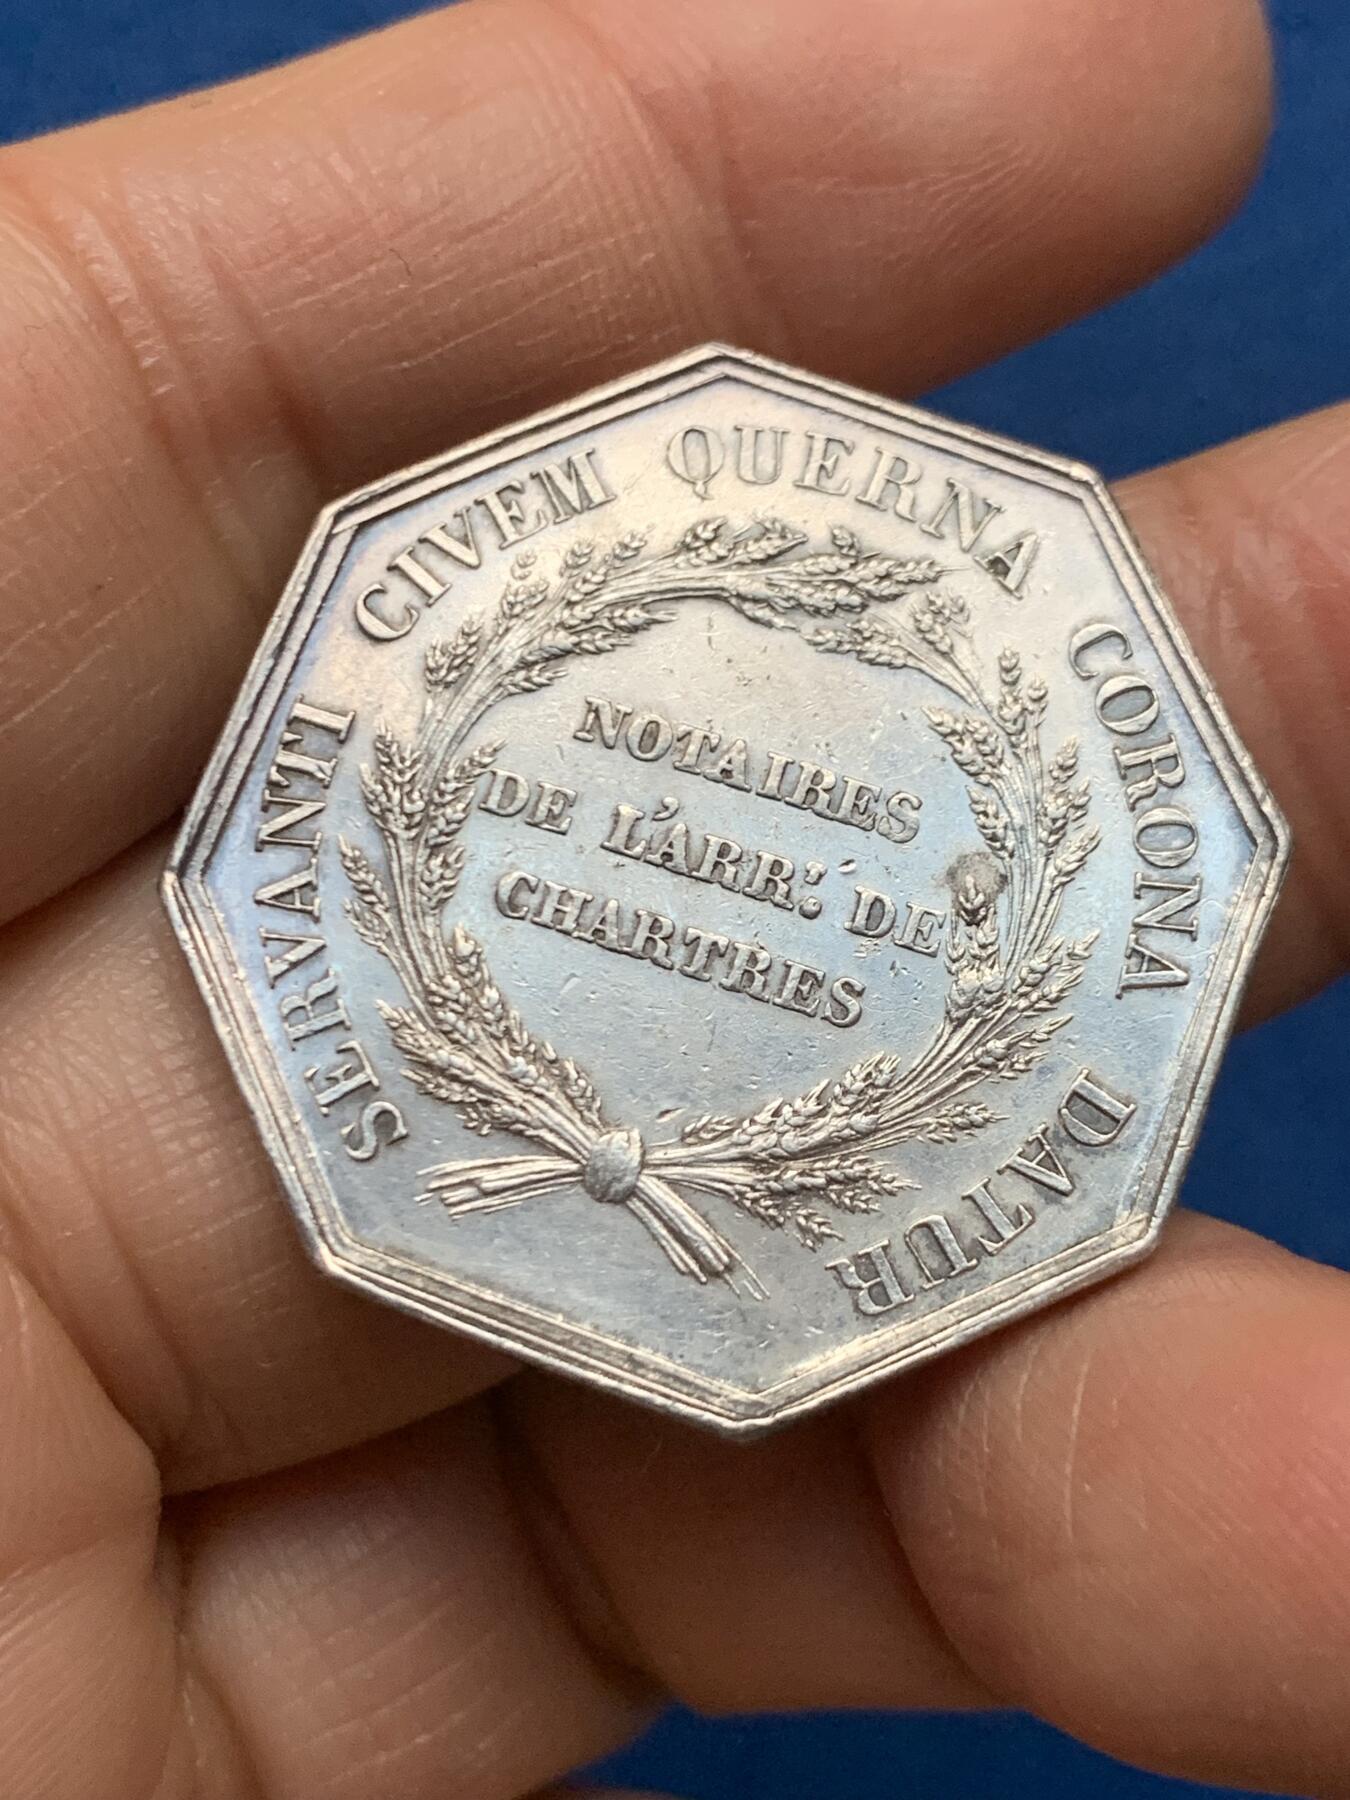 SERVANTI CIVEM QUERNA CORONA DATUR
NOTAIRES
DE L'ARR.T DE
CHARTRES